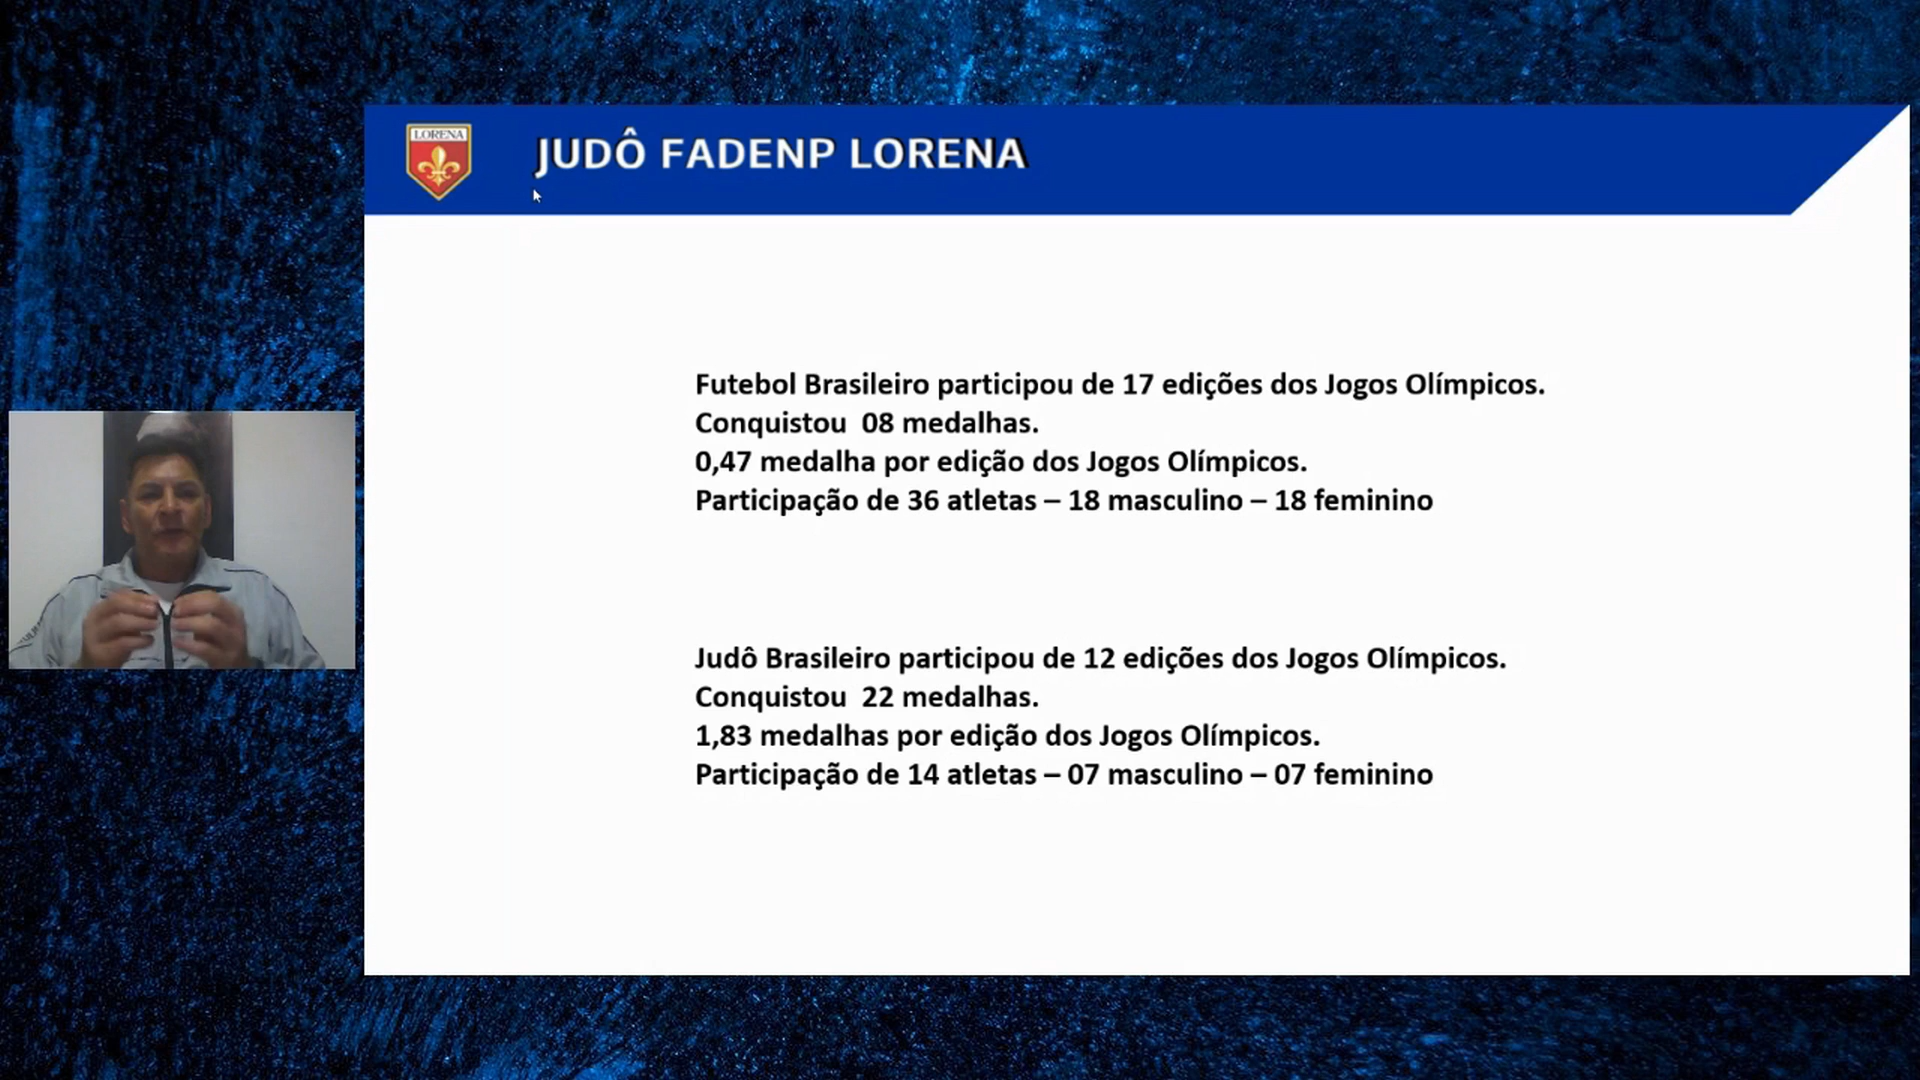 LORENA
JUDÔ FADENP LORENA
Futebol Brasileiro participou de 17 edições dos Jogos Olímpicos.
Conquistou 08 medalhas.
0,47 medalha por edição dos Jogos Olímpicos.
Participação de 36 atletas – 18 masculino – 18 feminino
Judô Brasileiro participou de 12 edições dos Jogos Olímpicos.
Conquistou 22 medalhas.
1,83 medalhas por edição dos Jogos Olímpicos.
Participação de 14 atletas – 07 masculino – 07 feminino